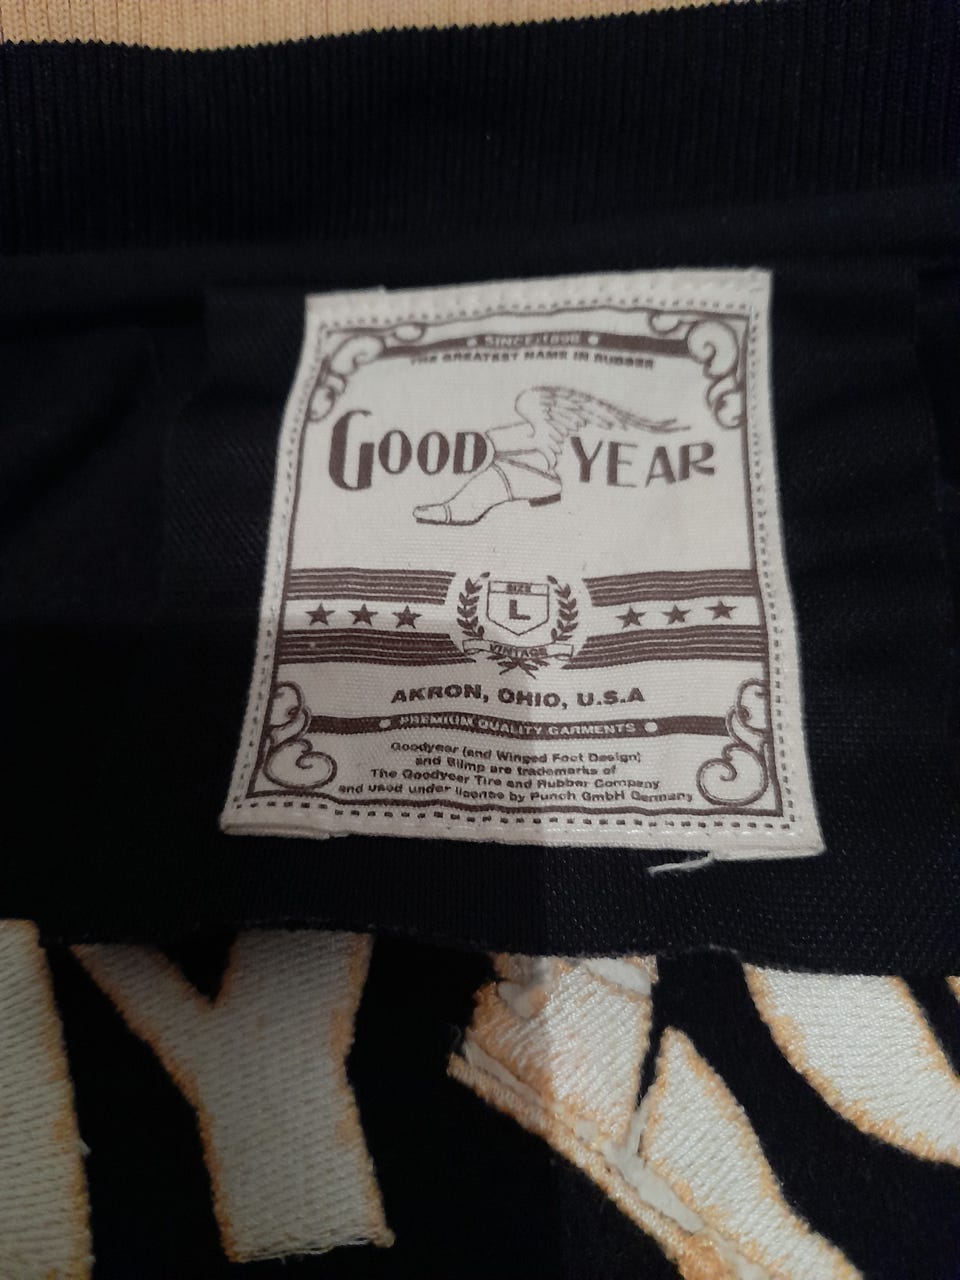 SINCE 1898
THE GREATEST NAME IN RUBBER
GOOD YEAR
SIZE
L
VINTAGE
AKRON, OHIO, U.S.A
PREMIUM QUALITY GARMENTS
Goodyear (and Winged Foot Design)
and Blimp are trademarks of
The Goodyear Tire and Rubber Company
and used under license by Punch GmbH Germany